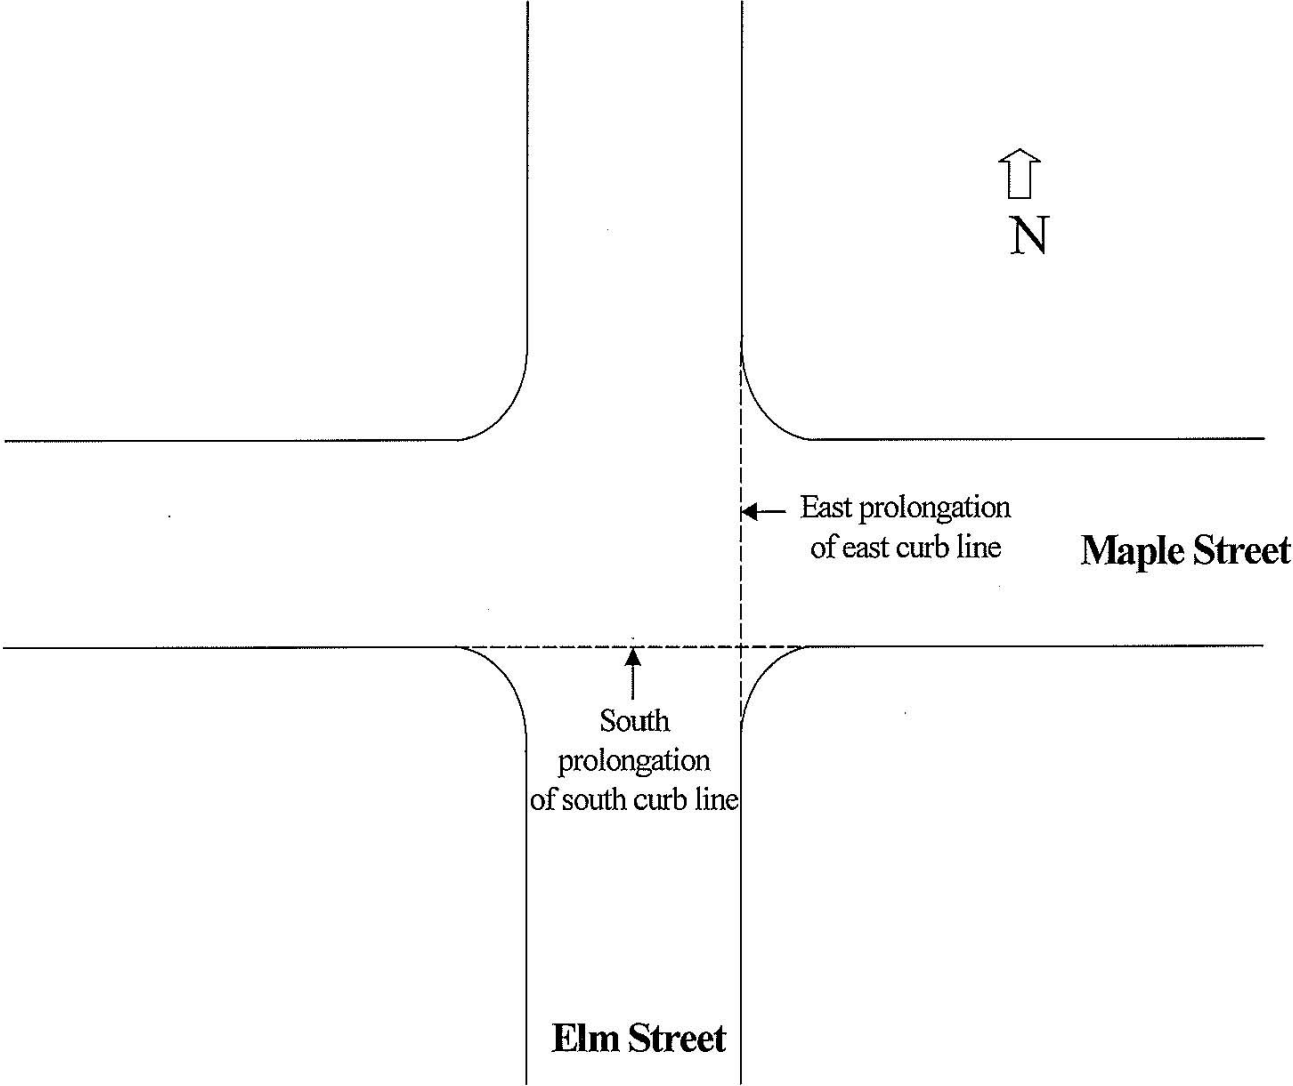 N
East prolongation
of east curb line
Maple Street
South
prolongation
of south curb line
Elm Street